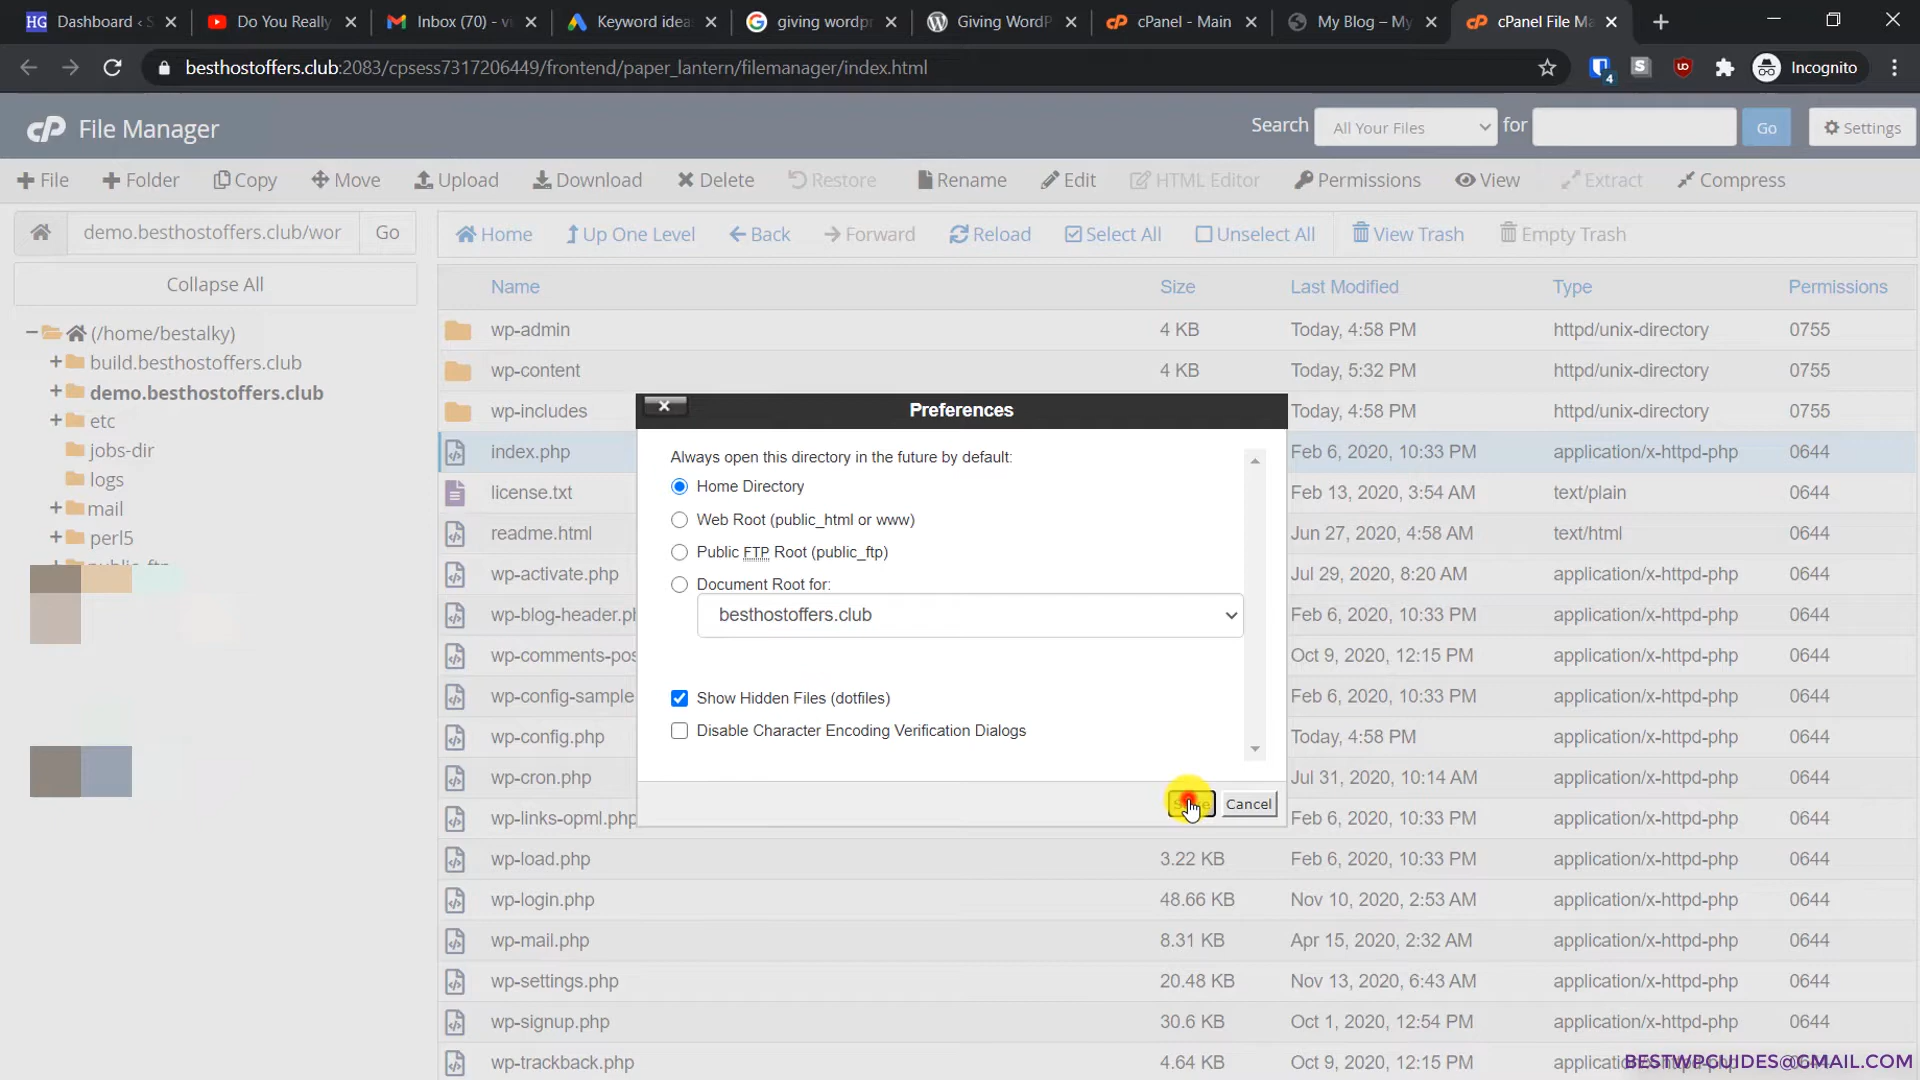 Dashboard ‹ S
Do You Really
Inbox (70) - v
Keyword idea
giving wordpr
Giving WordP
cPanel - Main
My Blog – My
cPanel File Ma
besthostoffers.club:2083/cpsess7317206449/frontend/paper_lantern/filemanager/index.html
Incognito
cP File Manager
Search All Your Files for Go Settings
File Folder Copy Move Upload Download Delete Restore Rename Edit HTML Editor Permissions View Extract Compress
demo.besthostoffers.club/wor Go
Home Up One Level Back Forward Reload Select All Unselect All View Trash Empty Trash
Collapse All
(/home/bestalky)
build.besthostoffers.club
demo.besthostoffers.club
etc
jobs-dir
logs
mail
perl5
Name Size Last Modified Type Permissions
wp-admin 4 KB Today, 4:58 PM httpd/unix-directory 0755
wp-content 4 KB Today, 5:32 PM httpd/unix-directory 0755
wp-includes Today, 4:58 PM httpd/unix-directory 0755
index.php Feb 6, 2020, 10:33 PM application/x-httpd-php 0644
license.txt Feb 13, 2020, 3:54 AM text/plain 0644
readme.html Jun 27, 2020, 4:58 AM text/html 0644
wp-activate.php Jul 29, 2020, 8:20 AM application/x-httpd-php 0644
wp-blog-header.p Feb 6, 2020, 10:33 PM application/x-httpd-php 0644
wp-comments-pos Oct 9, 2020, 12:15 PM application/x-httpd-php 0644
wp-config-sample Feb 6, 2020, 10:33 PM application/x-httpd-php 0644
wp-config.php Today, 4:58 PM application/x-httpd-php 0644
wp-cron.php Jul 31, 2020, 10:14 AM application/x-httpd-php 0644
wp-links-opml.php Feb 6, 2020, 10:33 PM application/x-httpd-php 0644
wp-load.php 3.22 KB Feb 6, 2020, 10:33 PM application/x-httpd-php 0644
wp-login.php 48.66 KB Nov 10, 2020, 2:53 AM application/x-httpd-php 0644
wp-mail.php 8.31 KB Apr 15, 2020, 2:32 AM application/x-httpd-php 0644
wp-settings.php 20.48 KB Nov 13, 2020, 6:43 AM application/x-httpd-php 0644
wp-signup.php 30.6 KB Oct 1, 2020, 12:54 PM application/x-httpd-php 0644
wp-trackback.php 4.64 KB Oct 9, 2020, 12:15 PM
Preferences
Always open this directory in the future by default:
Home Directory
Web Root (public_html or www)
Public FTP Root (public_ftp)
Document Root for:
besthostoffers.club
Show Hidden Files (dotfiles)
Disable Character Encoding Verification Dialogs
Cancel
BESTWPGUIDES@GMAIL.COM